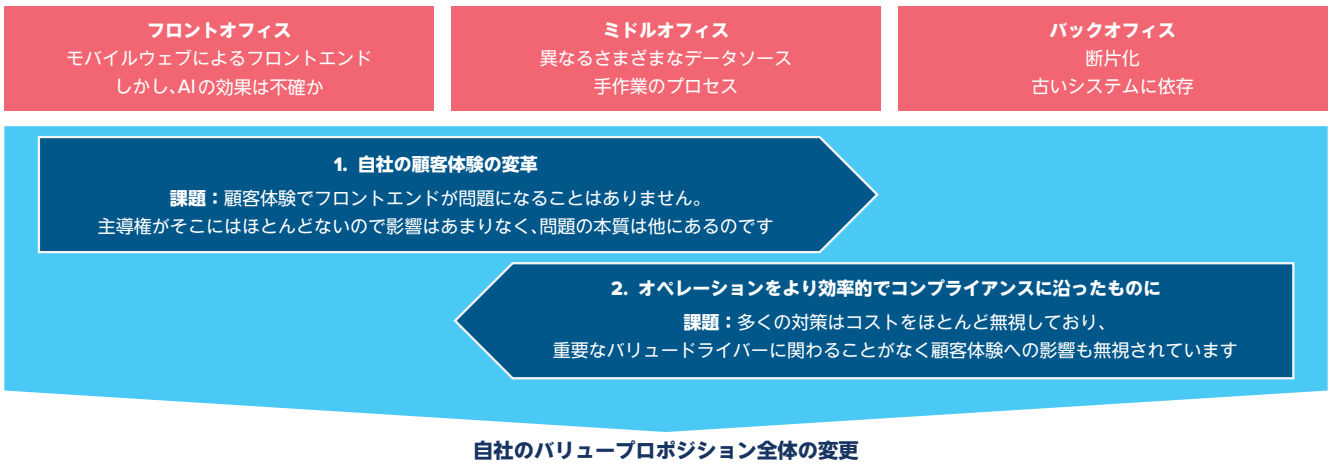 フロントオフィス
モバイルウェブによるフロントエンド
しかし、AIの効果は不確か
ミドルオフィス
異なるさまざまなデータソース
手作業のプロセス
バックオフィス
断片化
古いシステムに依存
1. 自社の顧客体験の変革
課題：顧客体験でフロントエンドが問題になることはありません。
主導権がそこにはほとんどないので影響はあまりなく、問題の本質は他にあるのです
2. オペレーションをより効率的でコンプライアンスに沿ったものに
課題：多くの対策はコストをほとんど無視しており、
重要なバリュードライバーに関わることがなく顧客体験への影響も無視されています
自社のバリュープロポジション全体の変更